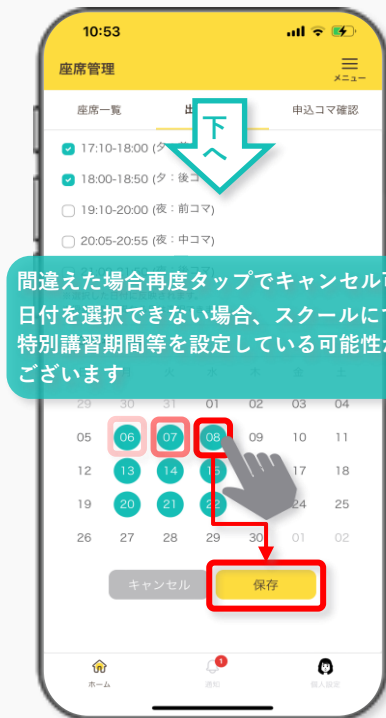 10:53
座席管理
メニュー
座席一覧
申込コマ確認
下
へ
17:10-18:00 (夕:
18:00-18:50 (夕:後コ
19:10-20:00 (夜:前コマ)
20:05-20:55 (夜:中コマ)
間違えた場合再度タップでキャンセル
日付を選択できない場合、スクールに
特別講習期間等を設定している可能性
ございます
29 30 31 01 02 03 04
05 06 07 08 09 10 11
12 13 14 15 17 18
19 20 21 22 24 25
26 27 28 29 30 01 02
キャンセル 保存
1
ホーム 通知 個人設定